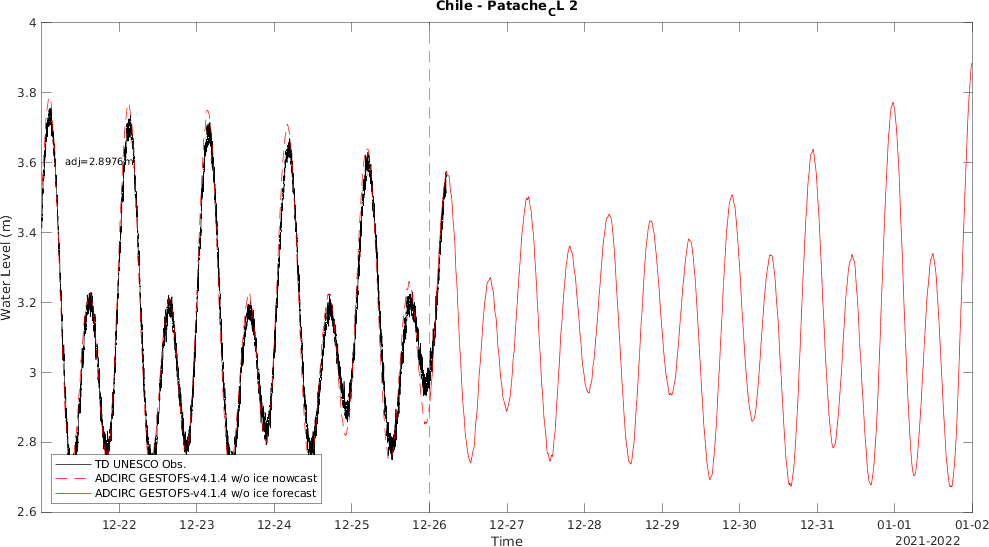 Chile - Patache_CL 2
4
3.8
3.6
3.4
3.2
3
2.8
2.6
Water Level (m)
adj=2.8976m
TD UNESCO Obs.
ADCIRC GESTOFS-v4.1.4 w/o ice nowcast
ADCIRC GESTOFS-v4.1.4 w/o ice forecast
12-22 12-23 12-24 12-25 12-26 12-27 12-28 12-29 12-30 12-31 01-01 01-02
Time
2021-2022